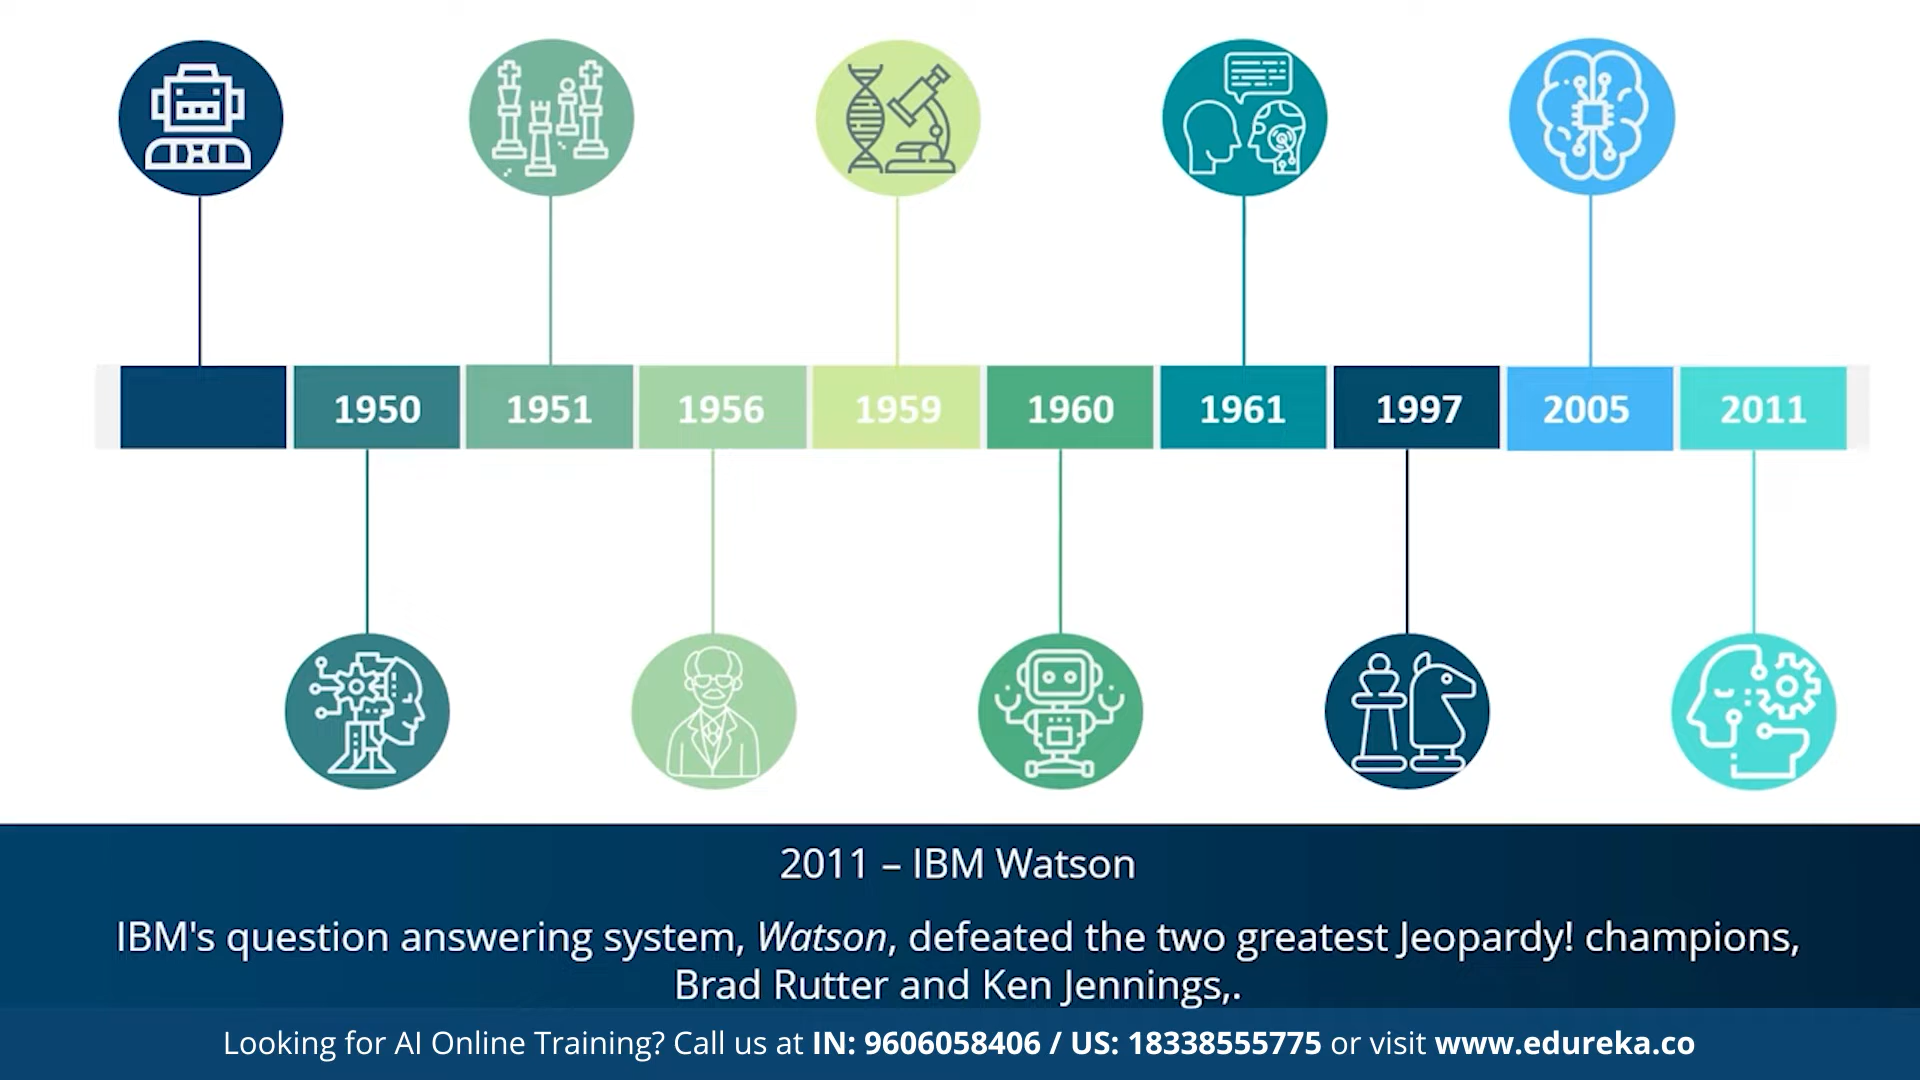 1950 1951 1956 1959 1960 1961 1997 2005 2011
2011 – IBM Watson
IBM's question answering system, Watson, defeated the two greatest Jeopardy! champions,
Brad Rutter and Ken Jennings,.
Looking for AI Online Training? Call us at IN: 9606058406 / US: 18338555775 or visit www.edureka.co